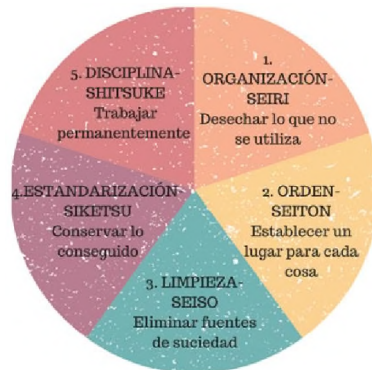 1.
ORGANIZACIÓN-
SEIRI
Desechar lo que no
se utiliza
2. ORDEN-
SEITON
Establecer un
lugar para cada
cosa
3. LIMPIEZA-
SEISO
Eliminar fuentes
de suciedad
4.ESTANDARIZACIÓN-
SIKETSU
Conservar lo
conseguido
5. DISCIPLINA-
SHITSUKE
Trabajar
permanentemente